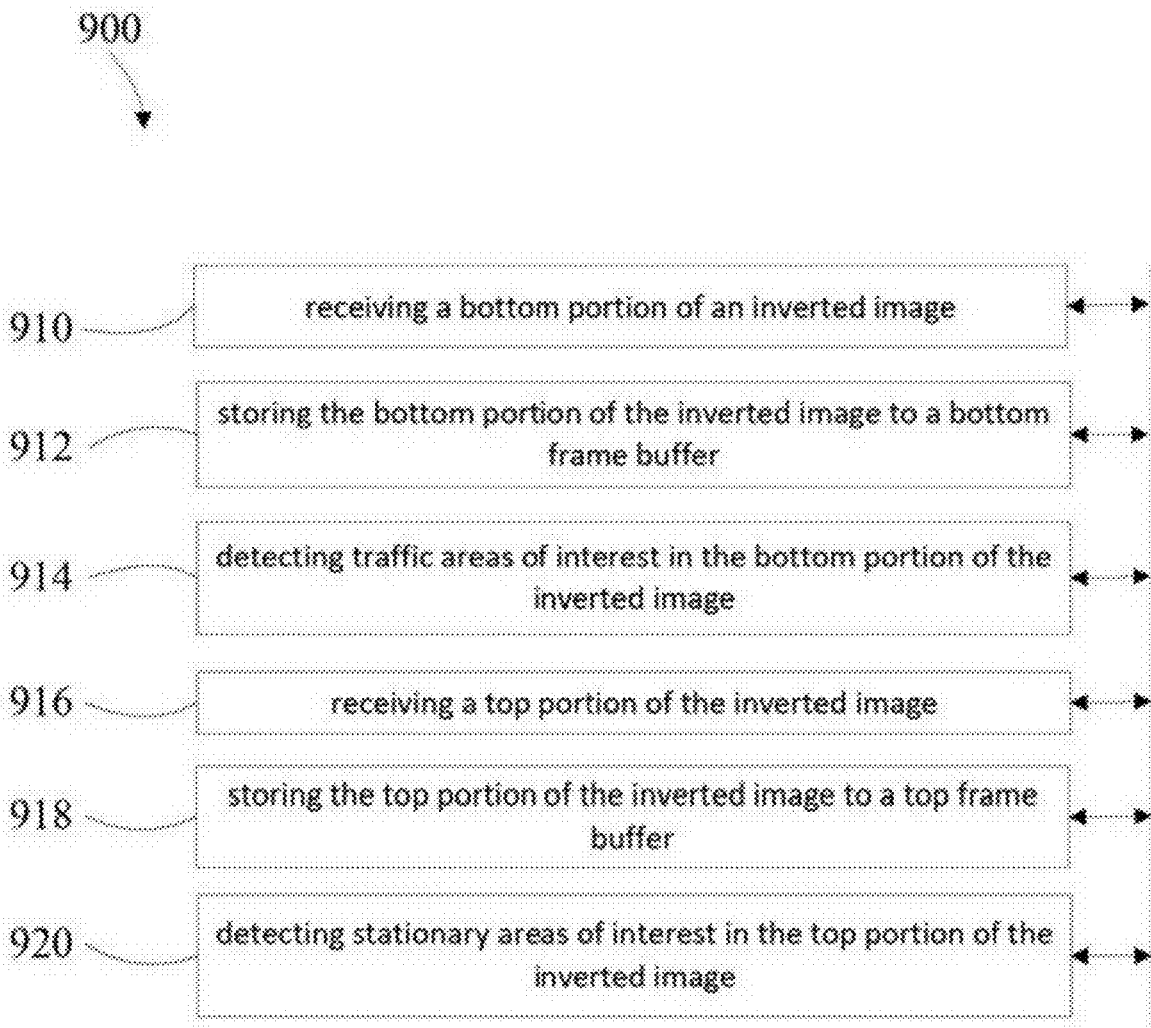 900
910
receiving a bottom portion of an inverted image
912
storing the bottom portion of the inverted image to a bottom
frame buffer
914
detecting traffic areas of interest in the bottom portion of the
inverted image
916
receiving a top portion of the inverted image
918
storing the top portion of the inverted image to a top frame
buffer
920
detecting stationary areas of interest in the top portion of the
inverted image